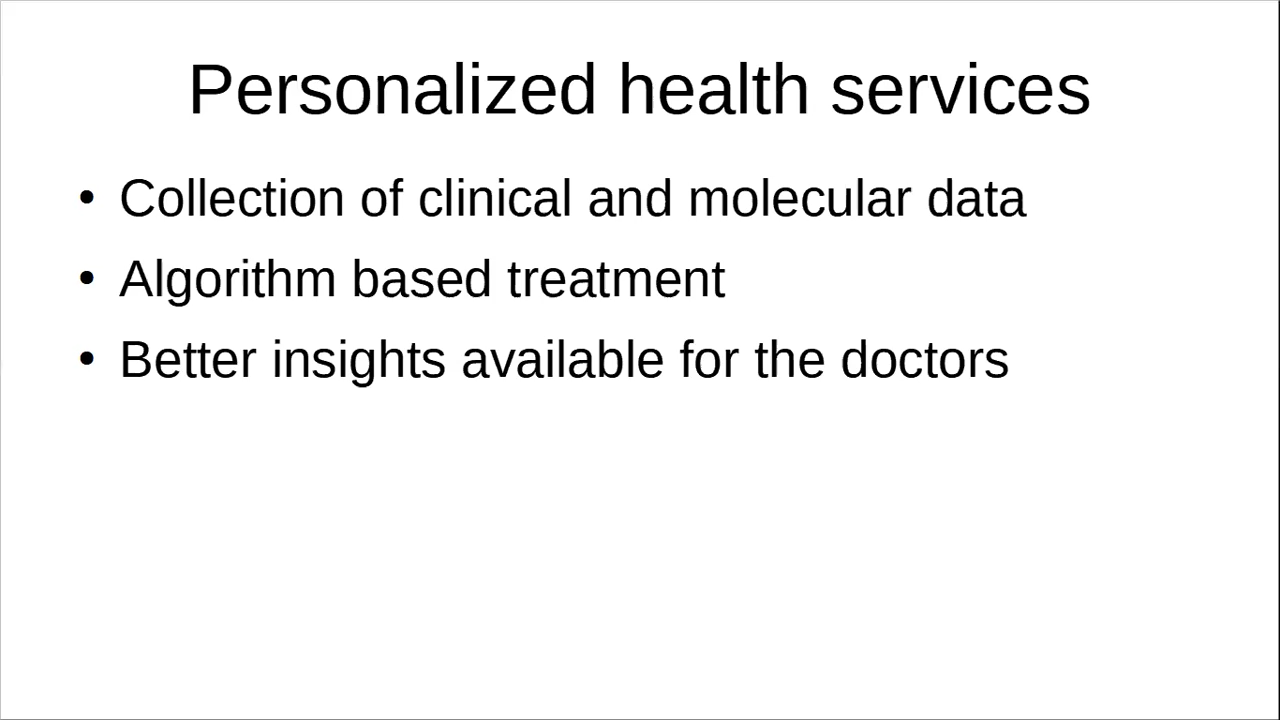 Personalized health services
• Collection of clinical and molecular data
• Algorithm based treatment
• Better insights available for the doctors